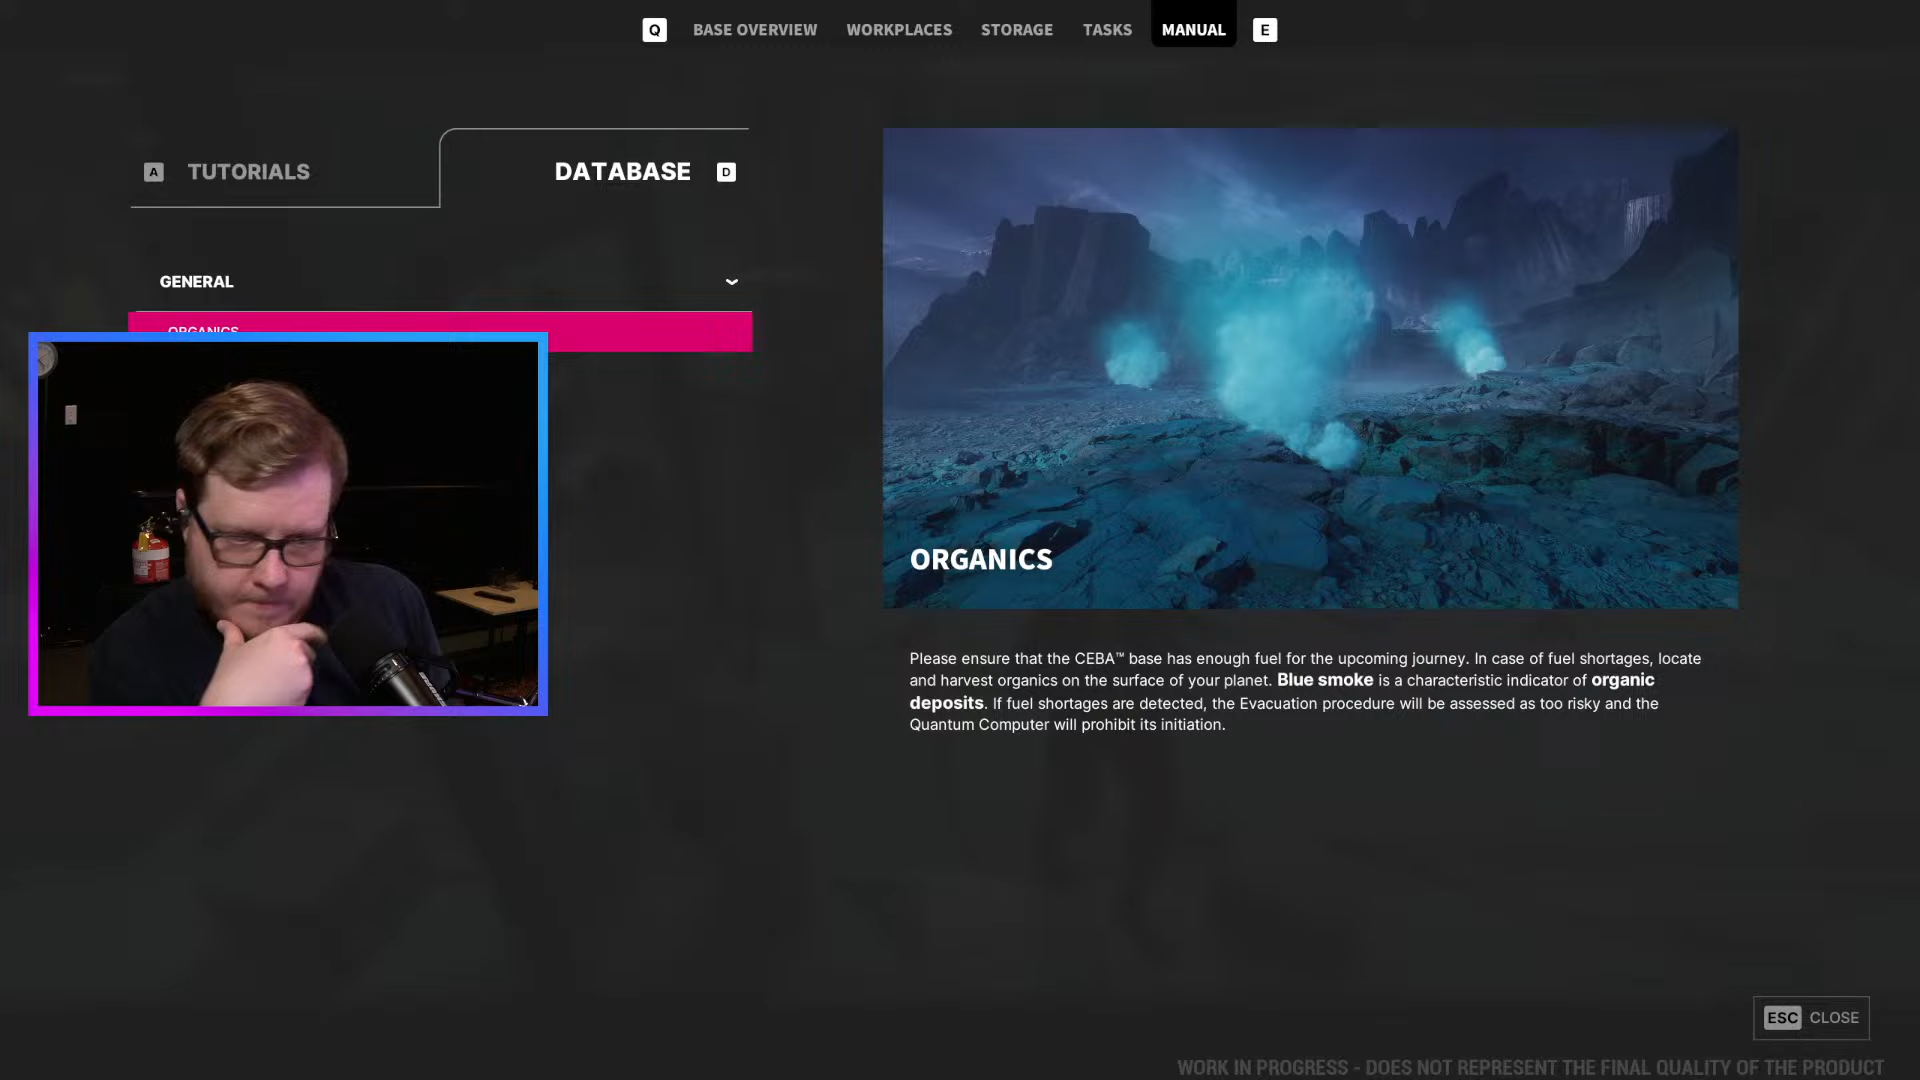 Q BASE OVERVIEW WORKPLACES STORAGE TASKS MANUAL E
A TUTORIALS DATABASE D
GENERAL
ORGANICS
ORGANICS
Please ensure that the CEBA™ base has enough fuel for the upcoming journey. In case of fuel shortages, locate
and harvest organics on the surface of your planet. Blue smoke is a characteristic indicator of organic
deposits. If fuel shortages are detected, the Evacuation procedure will be assessed as too risky and the
Quantum Computer will prohibit its initiation.
ESC CLOSE
WORK IN PROGRESS - DOES NOT REPRESENT THE FINAL QUALITY OF THE PRODUCT